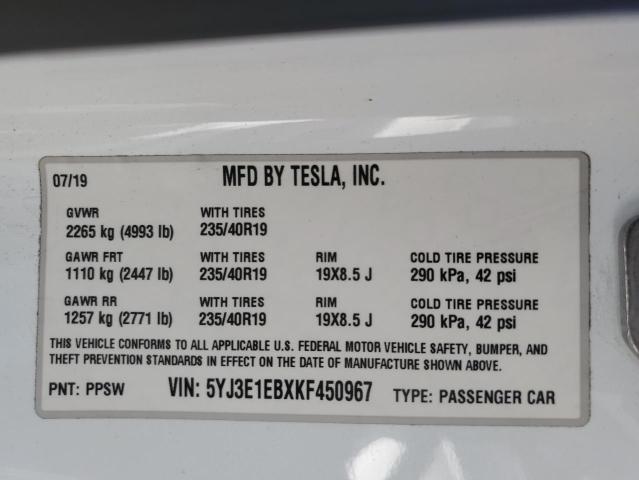 07/19 MFD BY TESLA, INC.
GVWR WITH TIRES
2265 kg (4993 lb) 235/40R19
GAWR FRT WITH TIRES RIM COLD TIRE PRESSURE
1110 kg (2447 lb) 235/40R19 19X8.5 J 290 kPa, 42 psi
GAWR RR WITH TIRES RIM COLD TIRE PRESSURE
1257 kg (2771 lb) 235/40R19 19X8.5 J 290 kPa, 42 psi
THIS VEHICLE CONFORMS TO ALL APPLICABLE U.S. FEDERAL MOTOR VEHICLE SAFETY, BUMPER, AND
THEFT PREVENTION STANDARDS IN EFFECT ON THE DATE OF MANUFACTURE SHOWN ABOVE.
PNT: PPSW VIN: 5YJ3E1EBXKF450967 TYPE: PASSENGER CAR